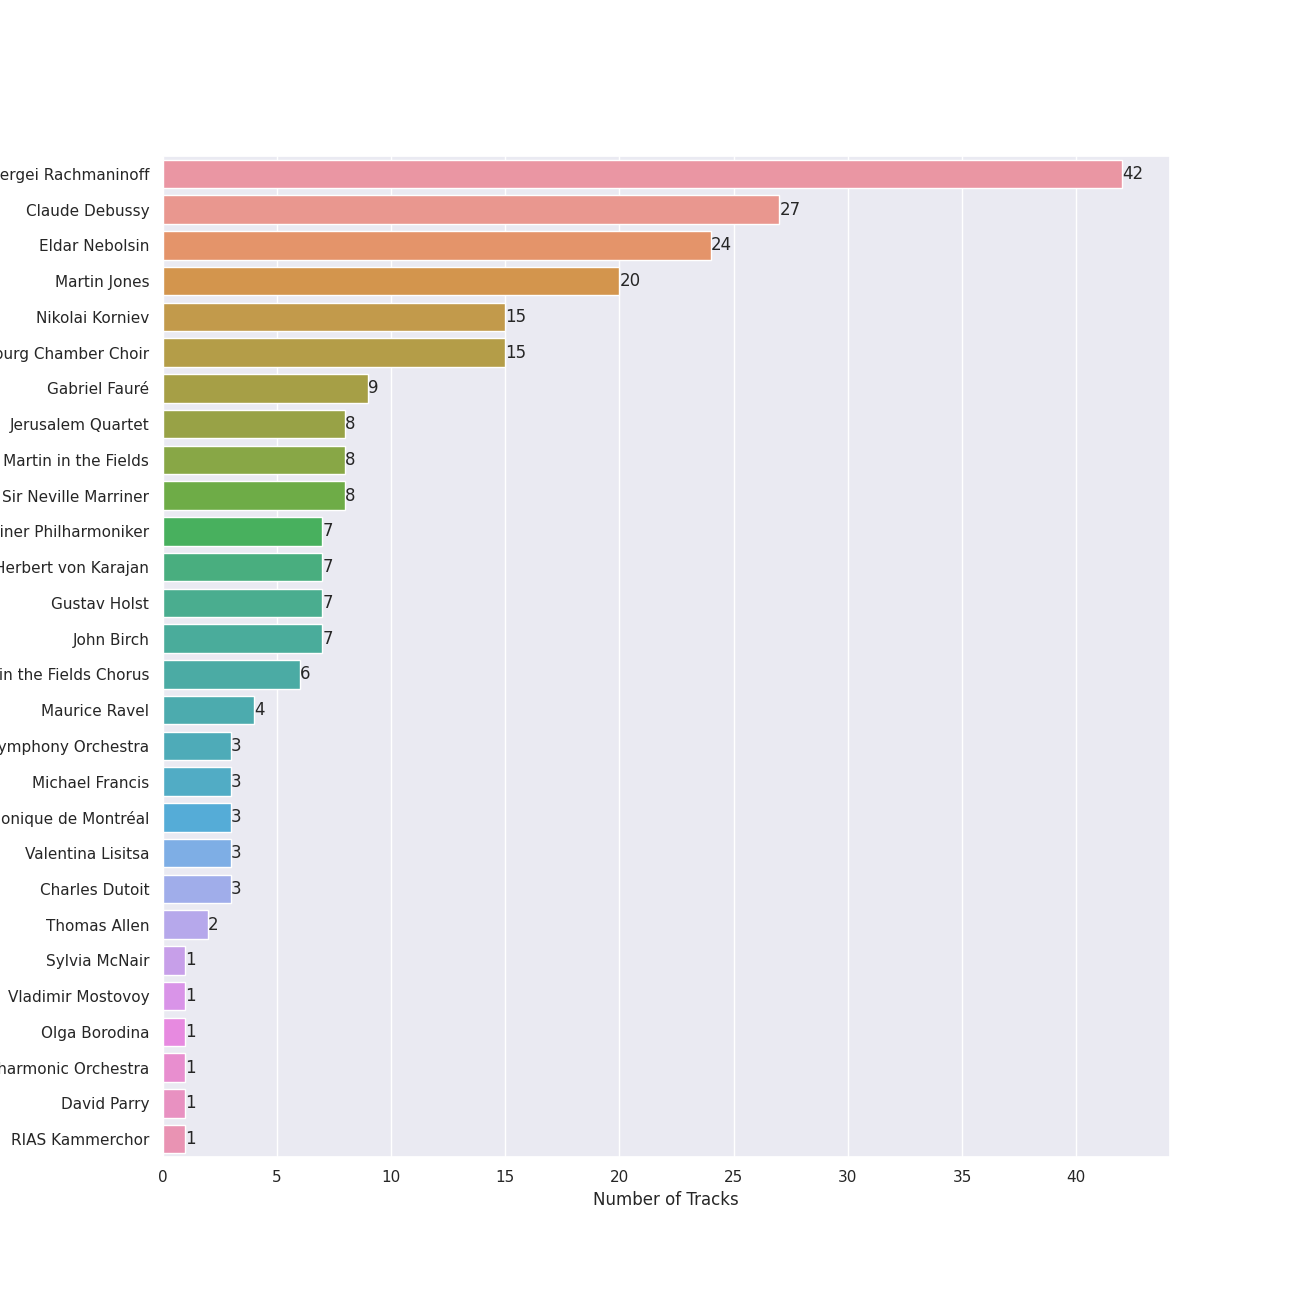 ergei Rachmaninoff 42
Claude Debussy 27
Eldar Nebolsin 24
Martin Jones 20
Nikolai Korniev 15
burg Chamber Choir 15
Gabriel Fauré 9
Jerusalem Quartet 8
Martin in the Fields 8
Sir Neville Marriner 8
iner Philharmoniker 7
Herbert von Karajan 7
Gustav Holst 7
John Birch 7
in the Fields Chorus 6
Maurice Ravel 4
ymphony Orchestra 3
Michael Francis 3
onique de Montréal 3
Valentina Lisitsa 3
Charles Dutoit 3
Thomas Allen 2
Sylvia McNair 1
Vladimir Mostovoy 1
Olga Borodina 1
harmonic Orchestra 1
David Parry 1
RIAS Kammerchor 1
0 5 10 15 20 25 30 35 40
Number of Tracks